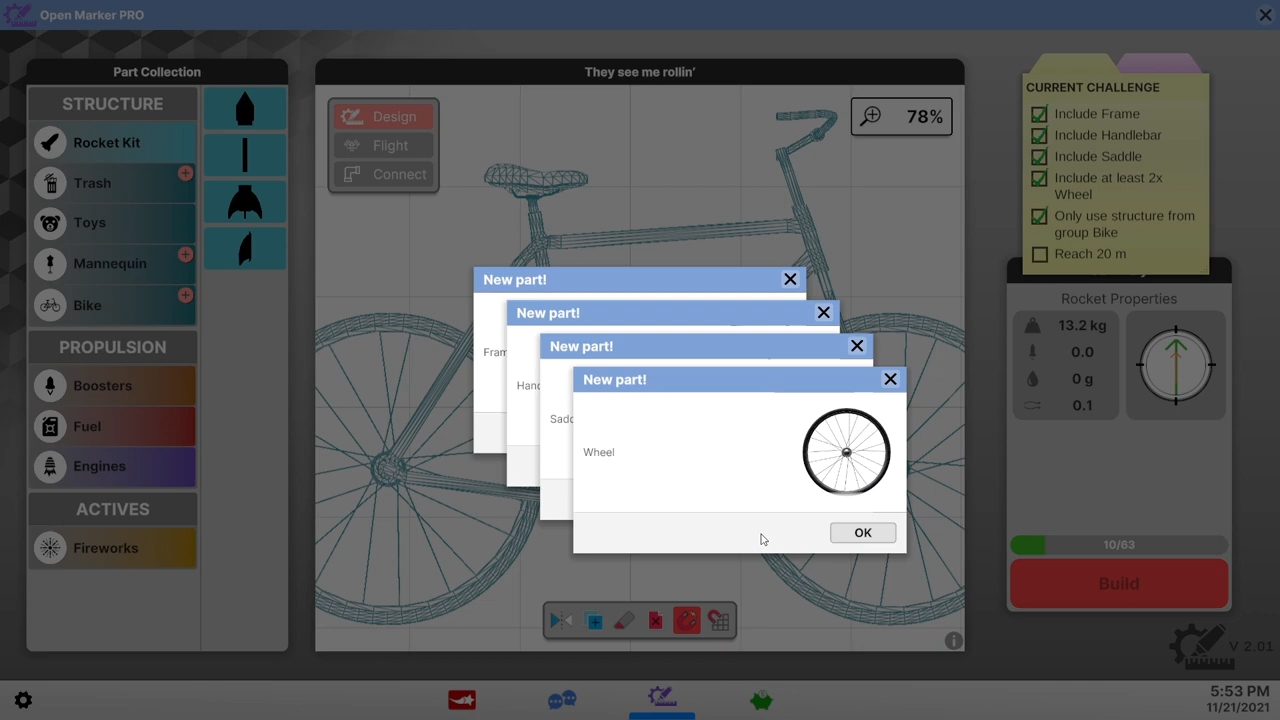 Open Marker PRO
Part Collection
STRUCTURE
Rocket Kit
Trash
Toys
Mannequin
Bike
PROPULSION
Boosters
Fuel
Engines
ACTIVES
Fireworks
They see me rollin'
Design
Flight
Connect
78%
New part!
New part!
New part!
New part!
Wheel
OK
CURRENT CHALLENGE
Include Frame
Include Handlebar
Include Saddle
Include at least 2x
Wheel
Only use structure from
group Bike
Reach 20 m
Rocket Properties
13.2 kg
0.0
0 g
0.1
10/63
Build
V 2.01
5:53 PM
11/21/2021